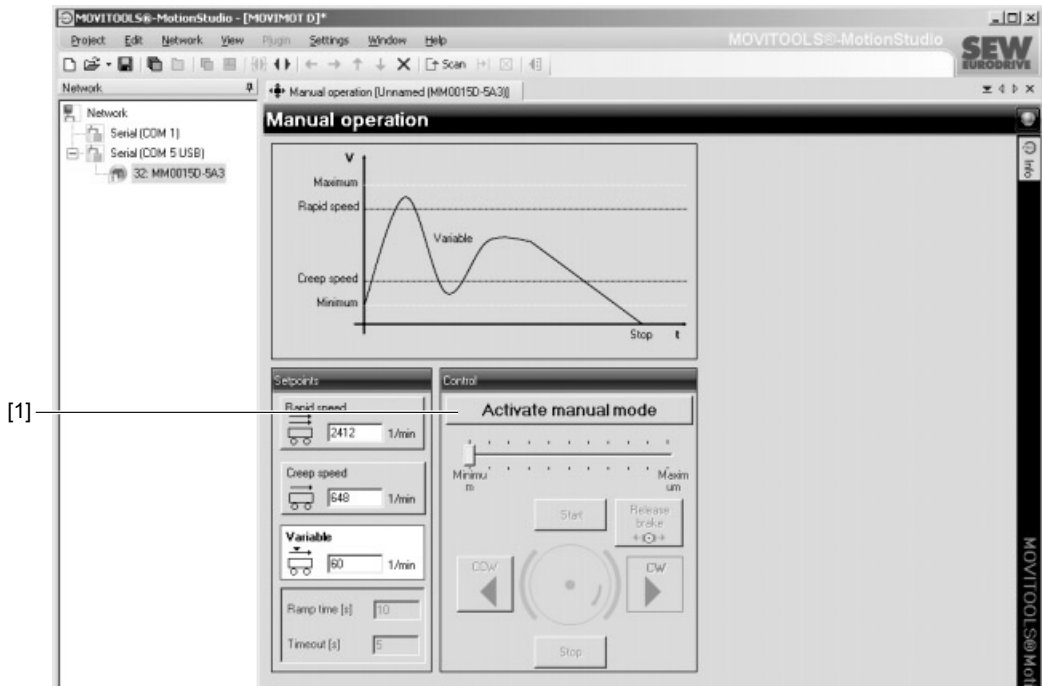 MOVITOOLS®-MotionStudio - [MOVIMOT D]*
Project Edit Network View Plugin Settings Window Help
MOVITOOLS®-MotionStudio
SEW
EURODRIVE
Scan
Network
Manual operation [Unnamed (MM0015D-5A3)]
Network
Serial (COM 1)
Serial (COM 5 USB)
32: MM0015D-5A3
Manual operation
Info
V
Maximum
Rapid speed
Variable
Creep speed
Minimum
Stop t
Setpoints
Control
[1]
Rapid speed
2412 1/min
Activate manual mode
Minimu
m
Maxim
um
Creep speed
648 1/min
Start
Release
brake
Variable
60 1/min
CCW
CW
Ramp time [s] 10
Timeout [s] 5
Stop
MOVITOOLS® Mot